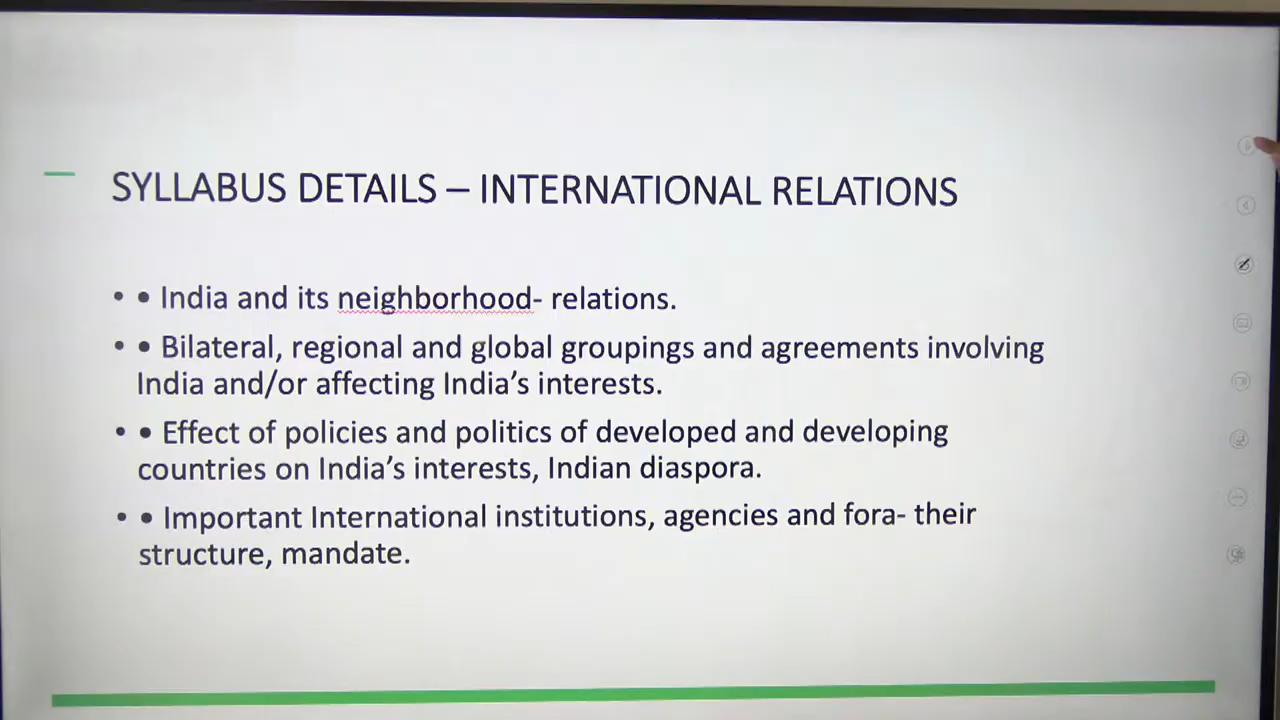 SYLLABUS DETAILS – INTERNATIONAL RELATIONS
• • India and its neighborhood- relations.
• • Bilateral, regional and global groupings and agreements involving
India and/or affecting India’s interests.
• • Effect of policies and politics of developed and developing
countries on India’s interests, Indian diaspora.
• • Important International institutions, agencies and fora- their
structure, mandate.